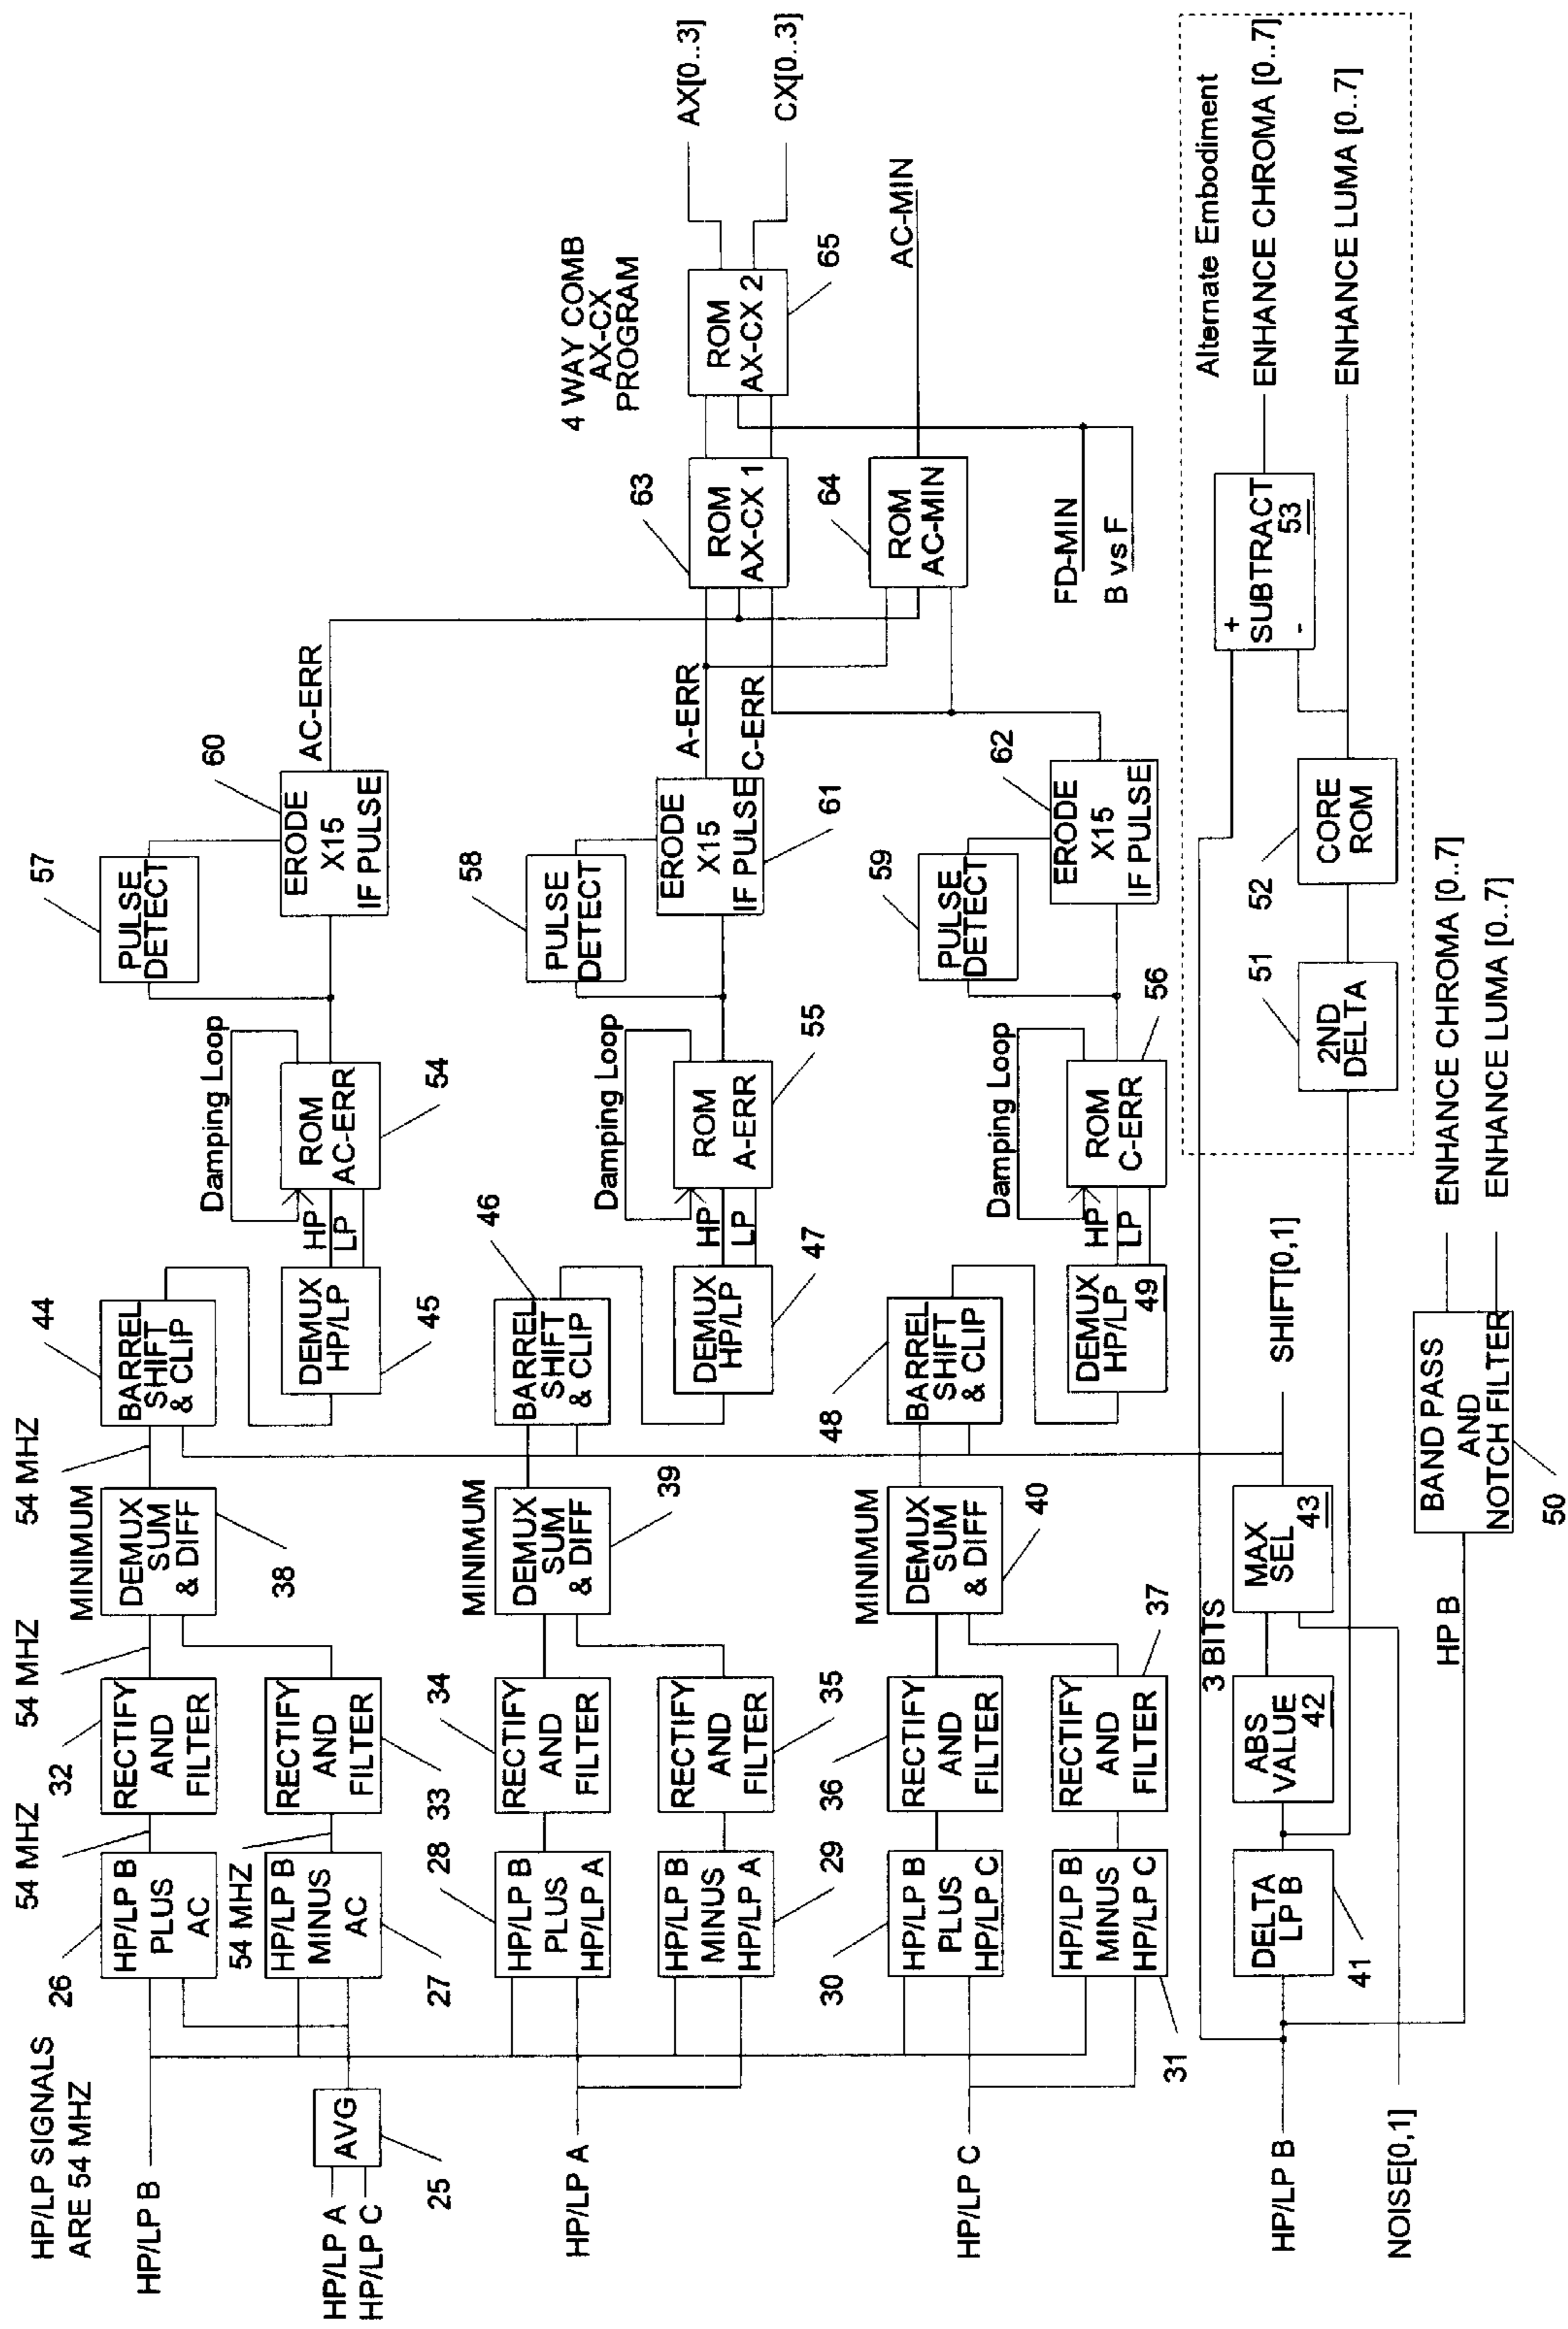 HP/LP SIGNALS
ARE 54 MHZ
HP/LP B
HP/LP A
HP/LP C
AVG
25
26
HP/LP B
PLUS
AC
54 MHZ
HP/LP B
MINUS
AC
27
54 MHZ
32
RECTIFY
AND
FILTER
RECTIFY
AND
FILTER
33
54 MHZ
MINIMUM
DEMUX
SUM
& DIFF
38
54 MHZ
44
BARREL
SHIFT
& CLIP
DEMUX
HP/LP
45
HP
LP
Damping Loop
ROM
AC-ERR
54
57
PULSE
DETECT
60
ERODE
X15
IF PULSE
AC-ERR
HP/LP A
28
HP/LP B
PLUS
HP/LP A
HP/LP B
MINUS
HP/LP A
29
34
RECTIFY
AND
FILTER
RECTIFY
AND
FILTER
35
MINIMUM
DEMUX
SUM
& DIFF
39
46
BARREL
SHIFT
& CLIP
DEMUX
HP/LP
47
HP
LP
Damping Loop
ROM
A-ERR
55
58
PULSE
DETECT
ERODE
X15
IF PULSE
61
A-ERR
C-ERR
63
ROM
AX-CX 1
4 WAY COMB
AX-CX
PROGRAM
ROM
AX-CX 2
65
AX[0..3]
CX[0..3]
64
ROM
AC-MIN
AC-MIN
FD-MIN
B vs F
HP/LP C
30
HP/LP B
PLUS
HP/LP C
HP/LP B
MINUS
HP/LP C
31
36
RECTIFY
AND
FILTER
RECTIFY
AND
FILTER
37
MINIMUM
DEMUX
SUM
& DIFF
40
48
BARREL
SHIFT
& CLIP
DEMUX
HP/LP
49
HP
LP
Damping Loop
ROM
C-ERR
56
59
PULSE
DETECT
62
ERODE
X15
IF PULSE
HP/LP B
NOISE[0,1]
DELTA
LP B
41
3 BITS
ABS
VALUE
42
MAX
SEL
43
SHIFT[0,1]
HP B
BAND PASS
AND
NOTCH FILTER
50
ENHANCE CHROMA [0..7]
ENHANCE LUMA [0..7]
Alternate Embodiment
51
2ND
DELTA
52
CORE
ROM
+
SUBTRACT
53
-
ENHANCE CHROMA [0..7]
ENHANCE LUMA [0..7]